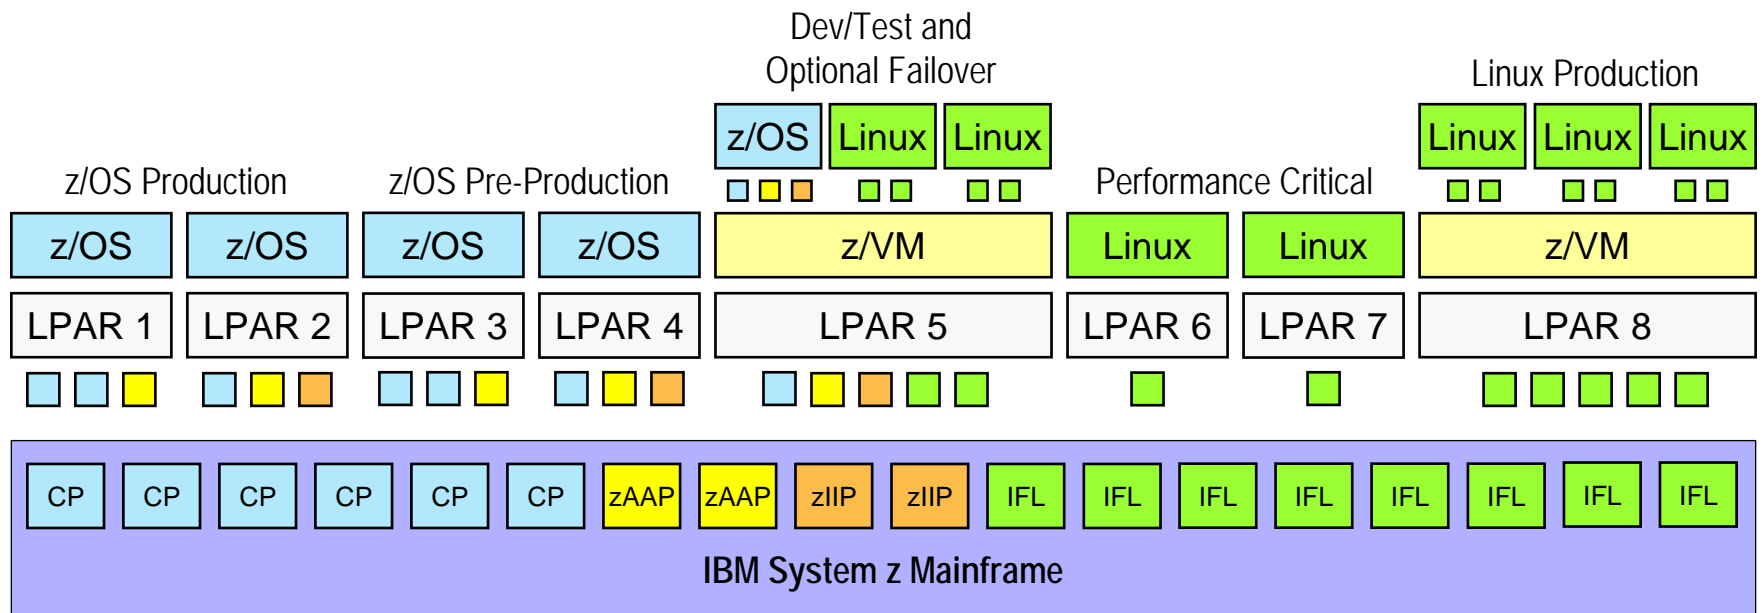 Dev/Test and
Optional Failover
Linux Production
z/OS Linux Linux
Linux Linux Linux
z/OS Production
z/OS Pre-Production
Performance Critical
z/OS z/OS z/OS z/OS z/VM Linux Linux z/VM
LPAR 1 LPAR 2 LPAR 3 LPAR 4 LPAR 5 LPAR 6 LPAR 7 LPAR 8
CP CP CP CP CP CP zAAP zAAP zIIP zIIP IFL IFL IFL IFL IFL IFL IFL IFL
IBM System z Mainframe